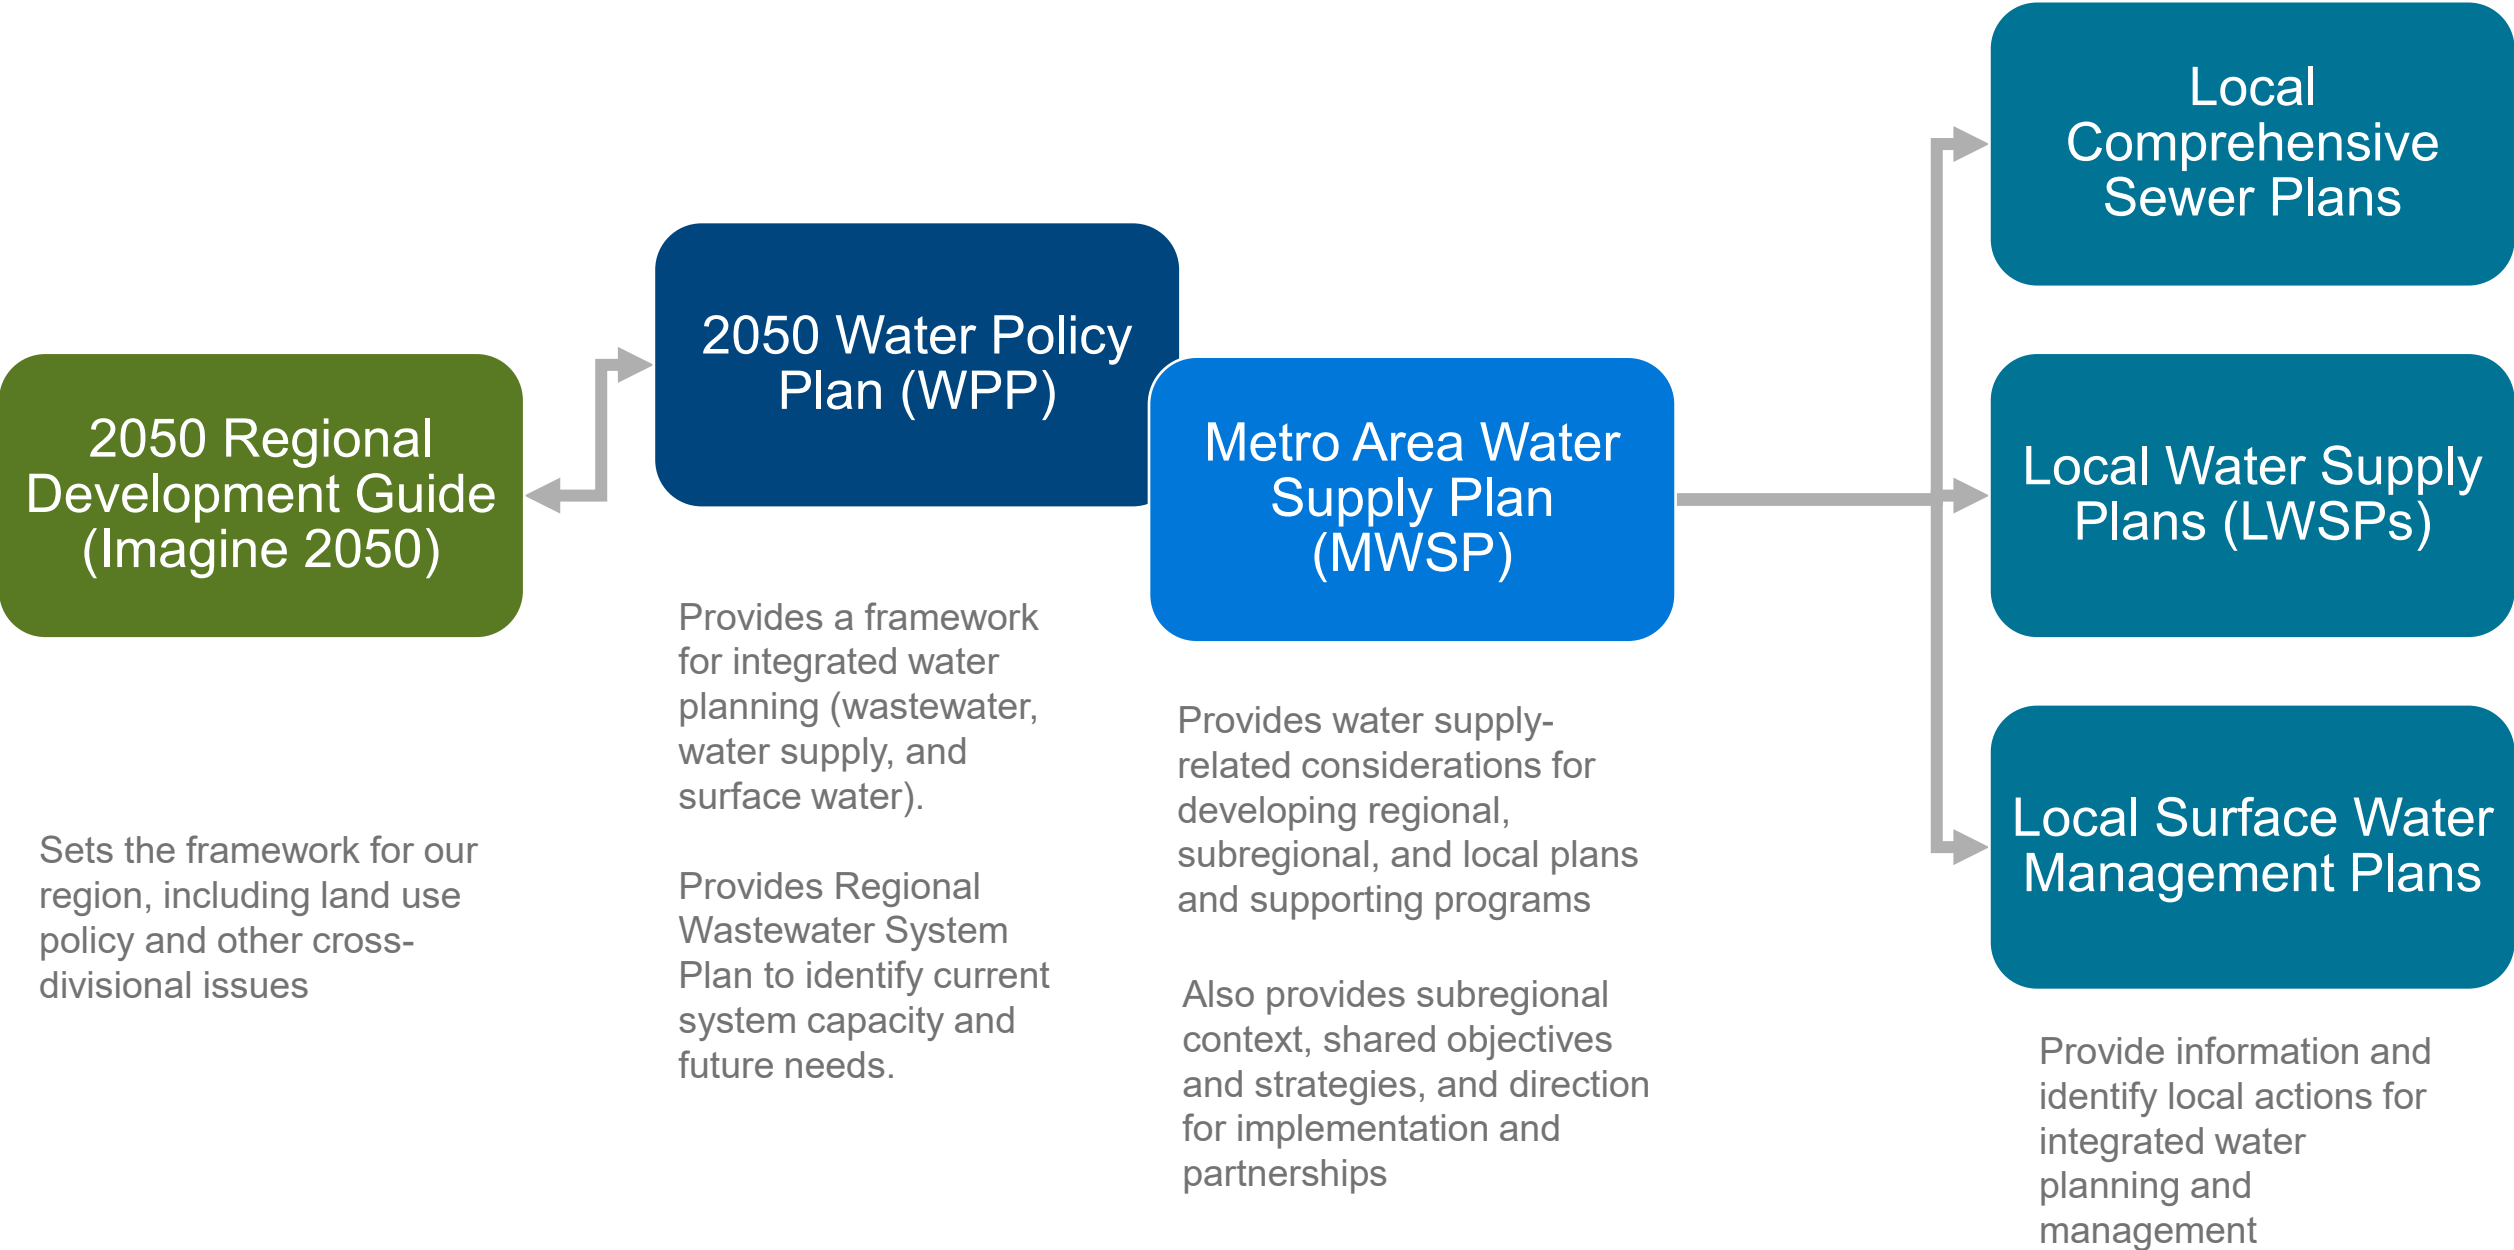 2050 Regional
Development Guide
(Imagine 2050)
Sets the framework for our
region, including land use
policy and other cross-
divisional issues
2050 Water Policy
Plan (WPP)
Provides a framework
for integrated water
planning (wastewater,
water supply, and
surface water).
Provides Regional
Wastewater System
Plan to identify current
system capacity and
future needs.
Metro Area Water
Supply Plan
(MWSP)
Provides water supply-
related considerations for
developing regional,
subregional, and local plans
and supporting programs
Also provides subregional
context, shared objectives
and strategies, and direction
for implementation and
partnerships
Local
Comprehensive
Sewer Plans
Local Water Supply
Plans (LWSPs)
Local Surface Water
Management Plans
Provide information and
identify local actions for
integrated water
planning and
management